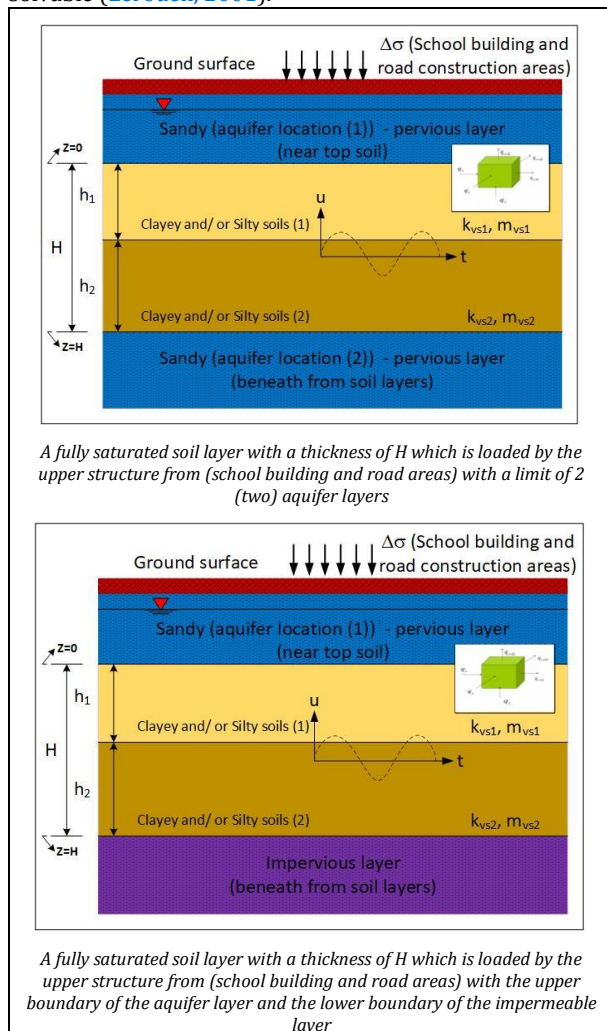 Δσ (School building and
road construction areas)
Ground surface
Sandy (aquifer location (1)) - pervious layer
(near top soil)
Z=0
h₁
H
h₂
Clayey and/ or Silty soils (1)
u
t
kᵥₛ₁, mᵥₛ₁
Clayey and/ or Silty soils (2)
kᵥₛ₂, mᵥₛ₂
Z=H
Sandy (aquifer location (2)) - pervious layer
(beneath from soil layers)
A fully saturated soil layer with a thickness of H which is loaded by the
upper structure from (school building and road areas) with a limit of 2
(two) aquifer layers
Δσ (School building and
road construction areas)
Ground surface
Sandy (aquifer location (1)) - pervious layer
(near top soil)
Z=0
h₁
H
h₂
Clayey and/ or Silty soils (1)
u
t
kᵥₛ₁, mᵥₛ₁
Clayey and/ or Silty soils (2)
kᵥₛ₂, mᵥₛ₂
Z=H
Impervious layer
(beneath from soil layers)
A fully saturated soil layer with a thickness of H which is loaded by the
upper structure from (school building and road areas) with the upper
boundary of the aquifer layer and the lower boundary of the impermeable
layer